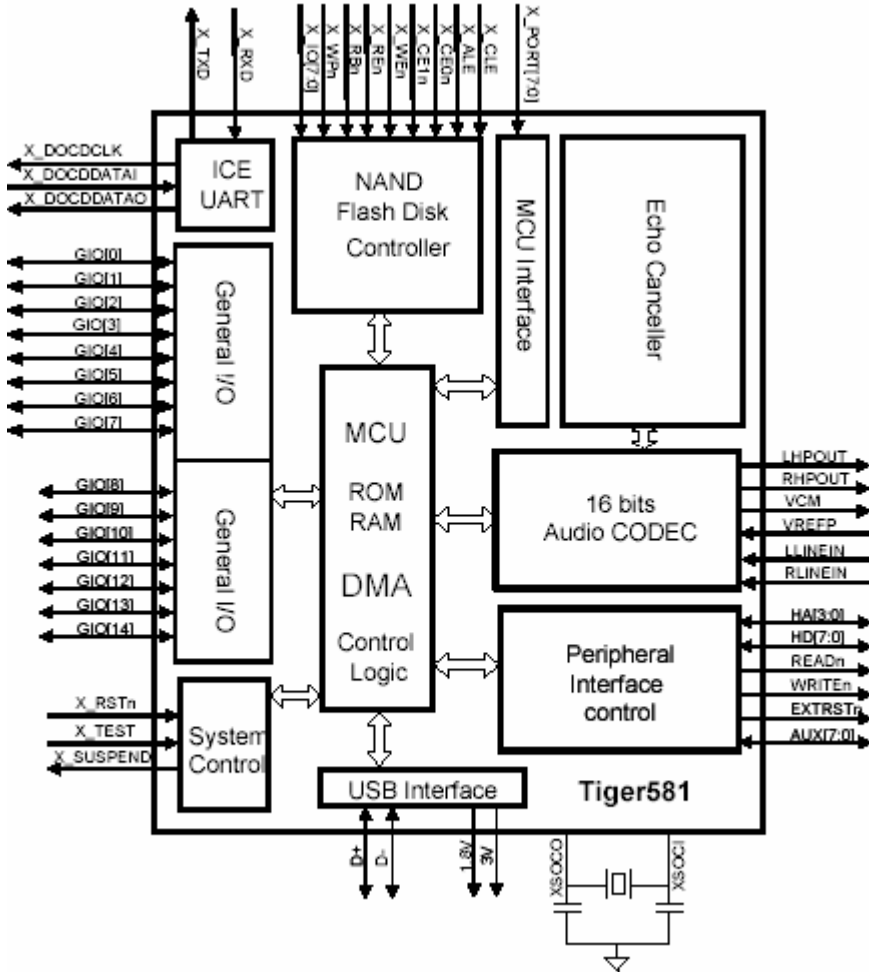 X_TXD
X_RXD
X_IO[7:0]
X_WPn
X_RBn
X_REn
X_WEn
X_CE1n
X_CE0n
X_ALE
X_CLE
X_PORT[7:0]
X_DOCDCLK
X_DOCDDATAI
X_DOCDDATAO
ICE
UART
NAND
Flash Disk
Controller
MCU Interface
Echo Canceller
GIO[0]
GIO[1]
GIO[2]
GIO[3]
GIO[4]
GIO[5]
GIO[6]
GIO[7]
General I/O
GIO[8]
GIO[9]
GIO[10]
GIO[11]
GIO[12]
GIO[13]
GIO[14]
General I/O
MCU
ROM
RAM
DMA
Control
Logic
16 bits
Audio CODEC
LHPOUT
RHPOUT
VCM
VREFP
LLINEIN
RLINEIN
Peripheral
Interface
control
HA[3:0]
HD[7:0]
READn
WRITEn
EXTRSTn
AUX[7:0]
X_RSTn
X_TEST
X_SUSPEND
System
Control
USB Interface
Tiger581
D+
D-
1.8V
3V
XSOCO
XSOCI